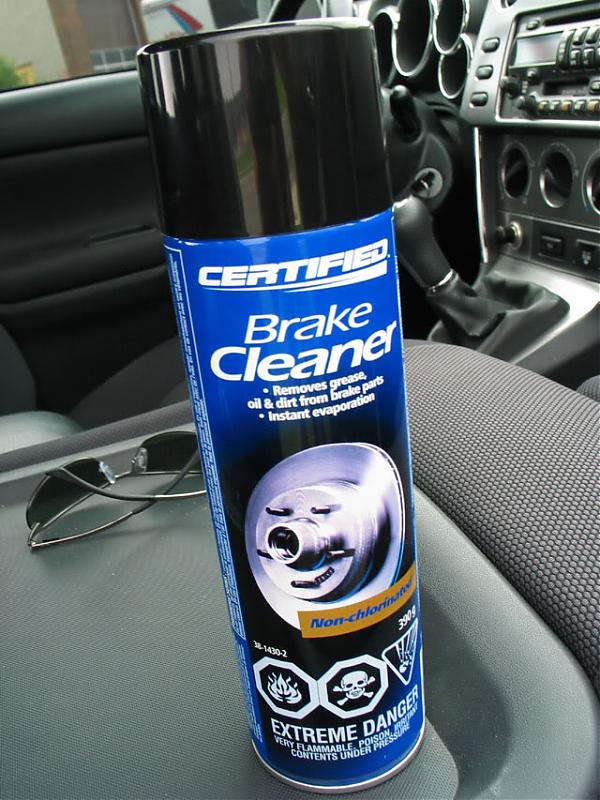 CERTIFIED
Brake
Cleaner
• Removes grease,
oil & dirt from brake parts
• Instant evaporation
Non-chlorinated
390 g
38-1430-2
EXTREME DANGER
VERY FLAMMABLE, POISON, IRRITANT
CONTENTS UNDER PRESSURE